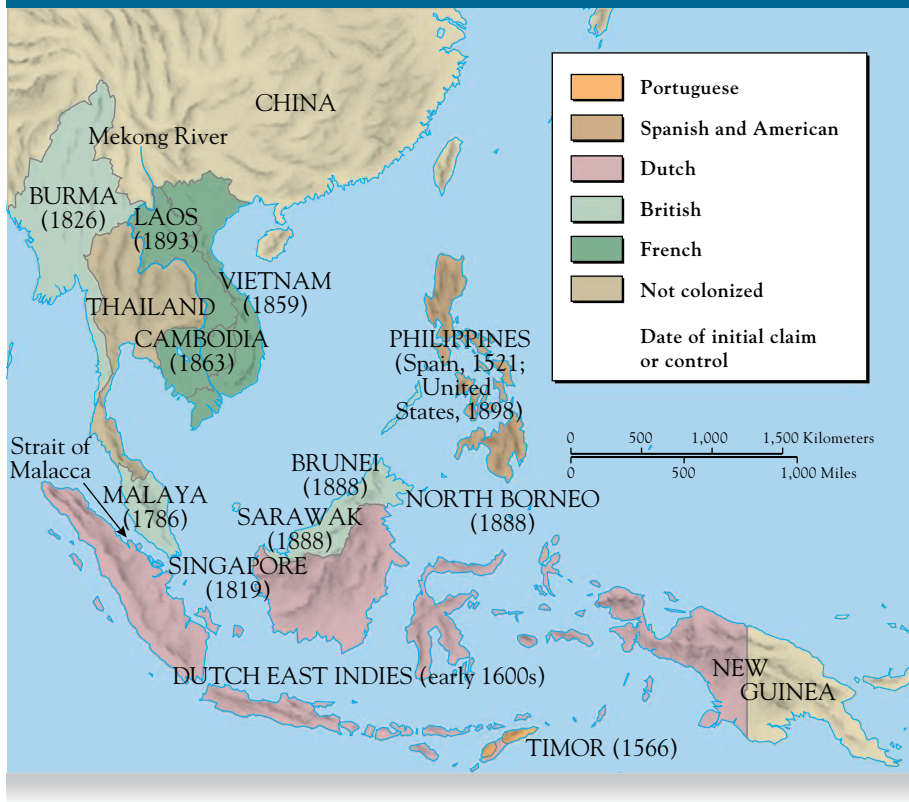 CHINA
Mekong River
BURMA
(1826)
LAOS
(1893)
VIETNAM
(1859)
THAILAND
CAMBODIA
(1863)
PHILIPPINES
(Spain, 1521;
United
States, 1898)
Strait of
Malacca
MALAYA
(1786)
BRUNEI
(1888)
SARAWAK
(1888)
NORTH BORNEO
(1888)
SINGAPORE
(1819)
DUTCH EAST INDIES (early 1600s)
NEW
GUINEA
TIMOR (1566)
Portuguese
Spanish and American
Dutch
British
French
Not colonized
Date of initial claim
or control
0 500 1,000 1,500 Kilometers
0 500 1,000 Miles